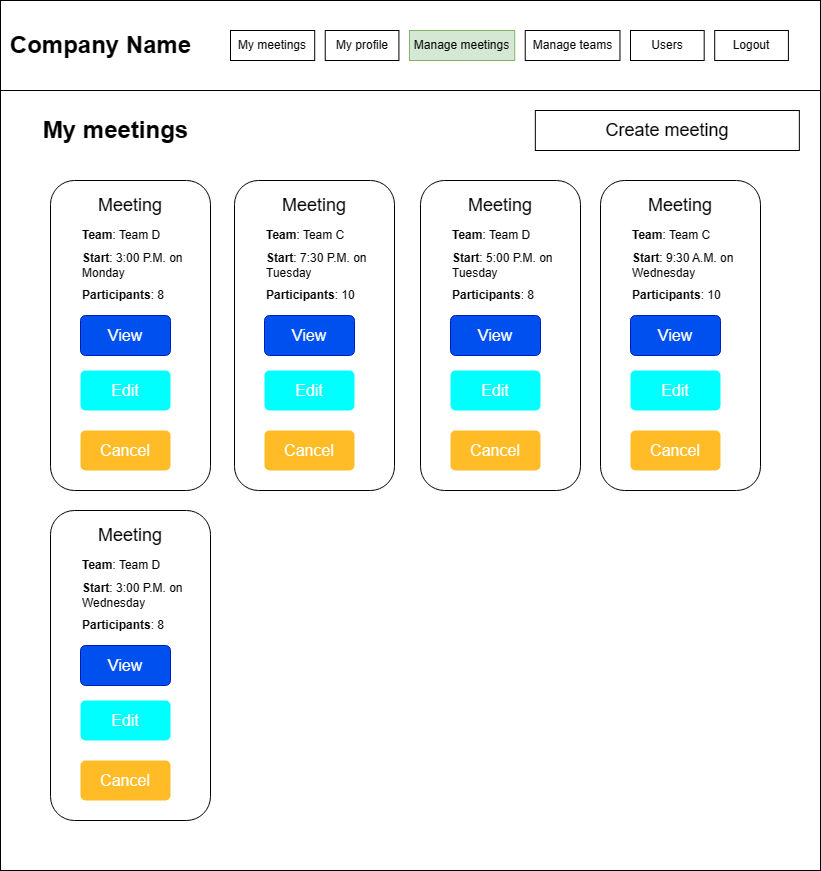 Company Name
My meetings
My profile
Manage meetings
Manage teams
Users
Logout
My meetings
Create meeting
Meeting
Team: Team D
Start: 3:00 P.M. on
Monday
Participants: 8
View
Edit
Cancel
Meeting
Team: Team C
Start: 7:30 P.M. on
Tuesday
Participants: 10
View
Edit
Cancel
Meeting
Team: Team D
Start: 5:00 P.M. on
Tuesday
Participants: 8
View
Edit
Cancel
Meeting
Team: Team C
Start: 9:30 A.M. on
Wednesday
Participants: 10
View
Edit
Cancel
Meeting
Team: Team D
Start: 3:00 P.M. on
Wednesday
Participants: 8
View
Edit
Cancel